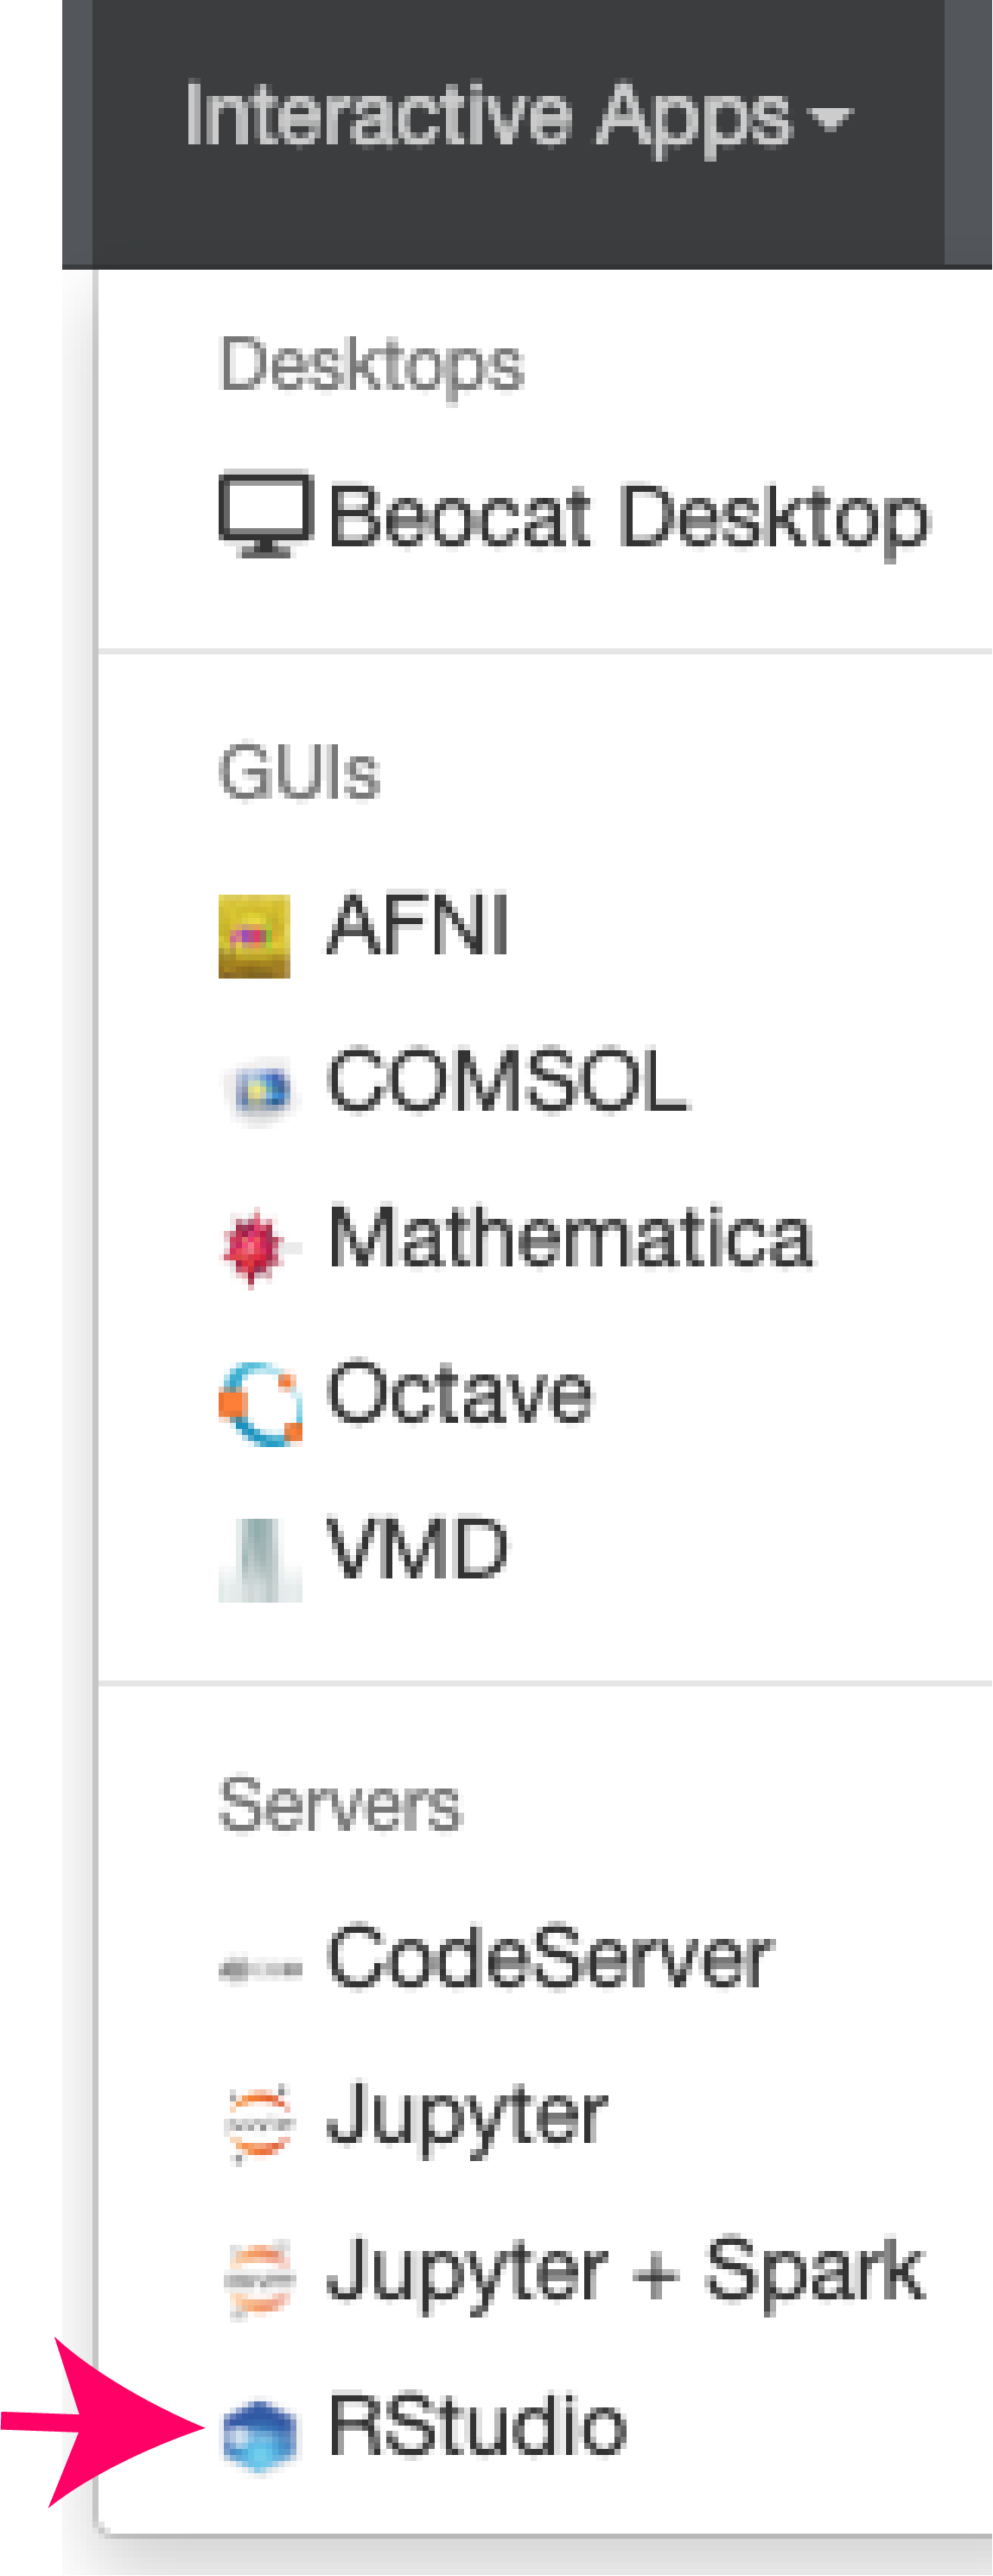 Interactive Apps
Desktops
Beocat Desktop
GUIs
AFNI
COMSOL
Mathematica
Octave
VMD
Servers
CodeServer
Jupyter
Jupyter + Spark
RStudio